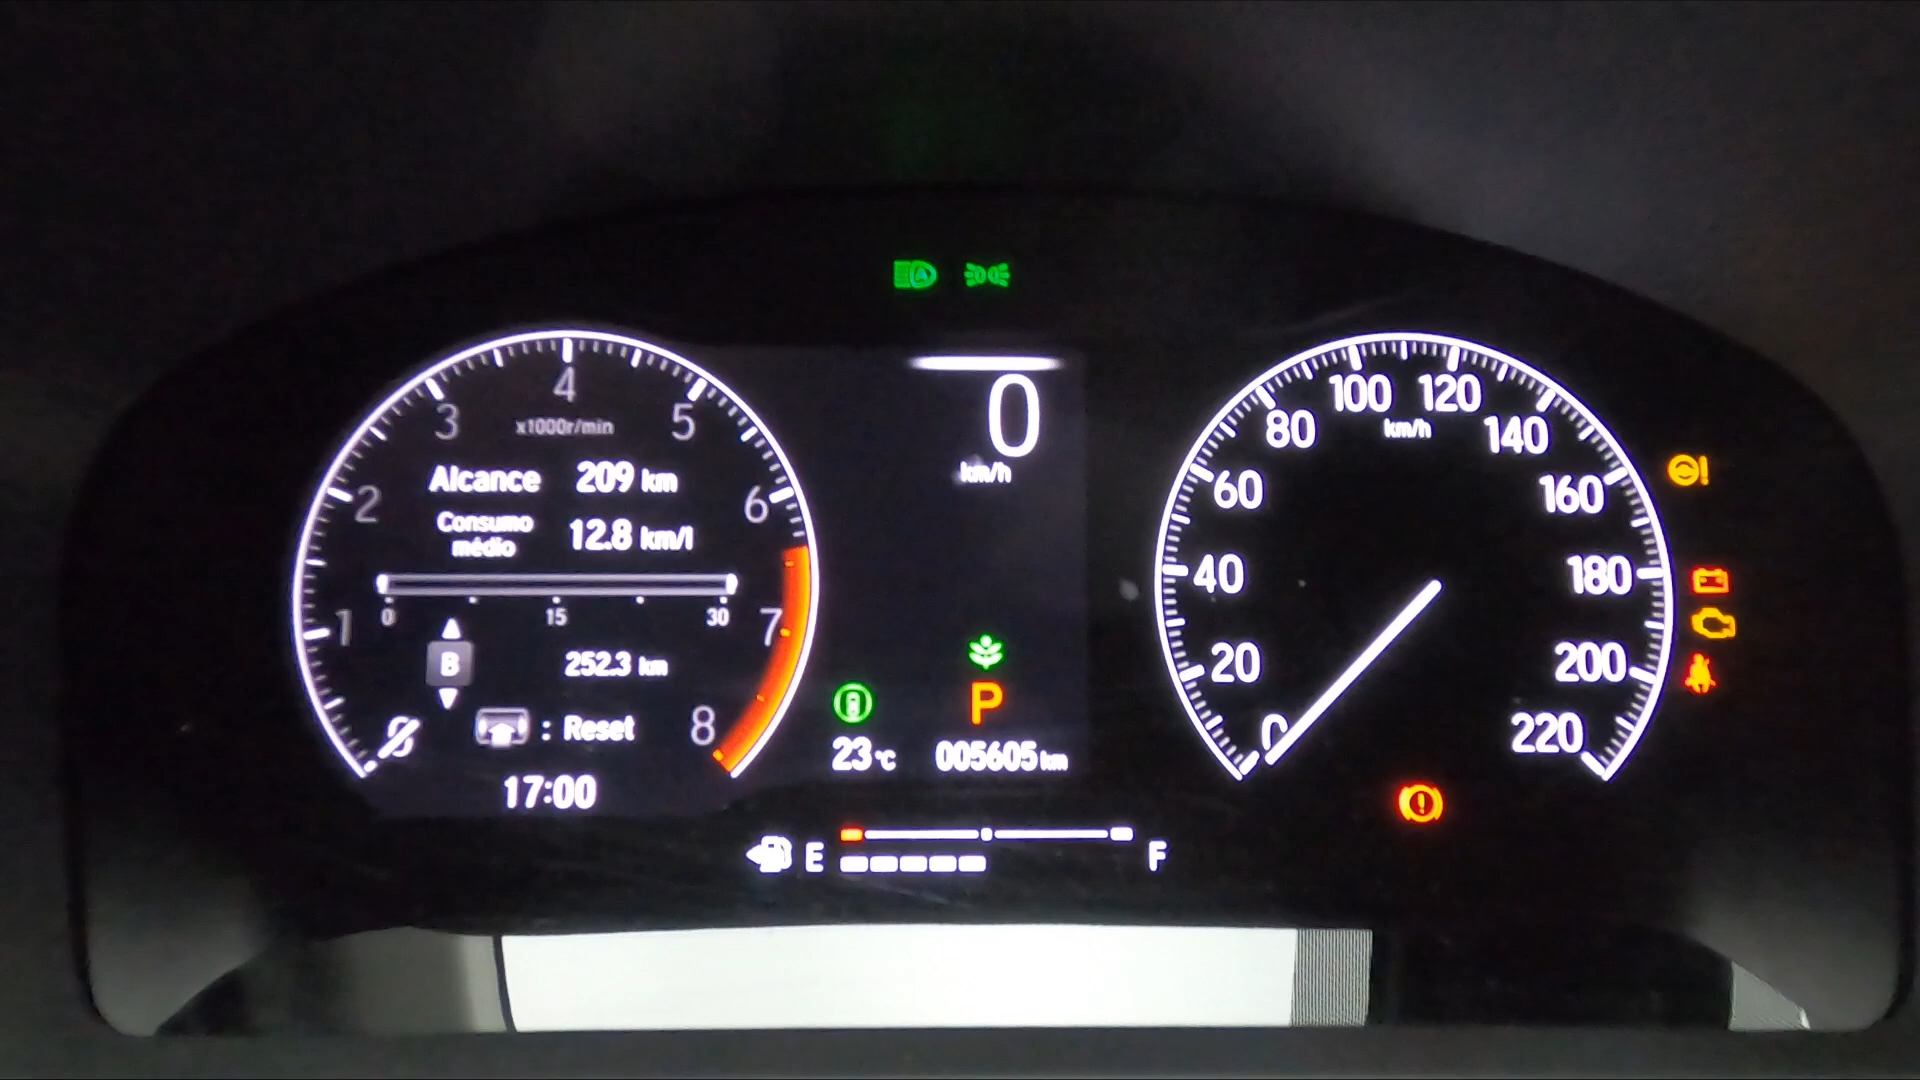 4
3
5
x1000r/min
Alcance 209 km
2
6
Consumo
médio
12.8 km/l
0 15 30
1
7
B
252.3 km
0
: Reset
8
17:00
0
km/h
P
23°C
005605 km
100 120
80
km/h
140
60
160
40
180
20
200
0
220
E
F
A